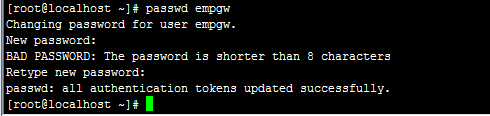 [root@localhost ~]# passwd empgw
Changing password for user empgw.
New password:
BAD PASSWORD: The password is shorter than 8 characters
Retype new password:
passwd: all authentication tokens updated successfully.
[root@localhost ~]#